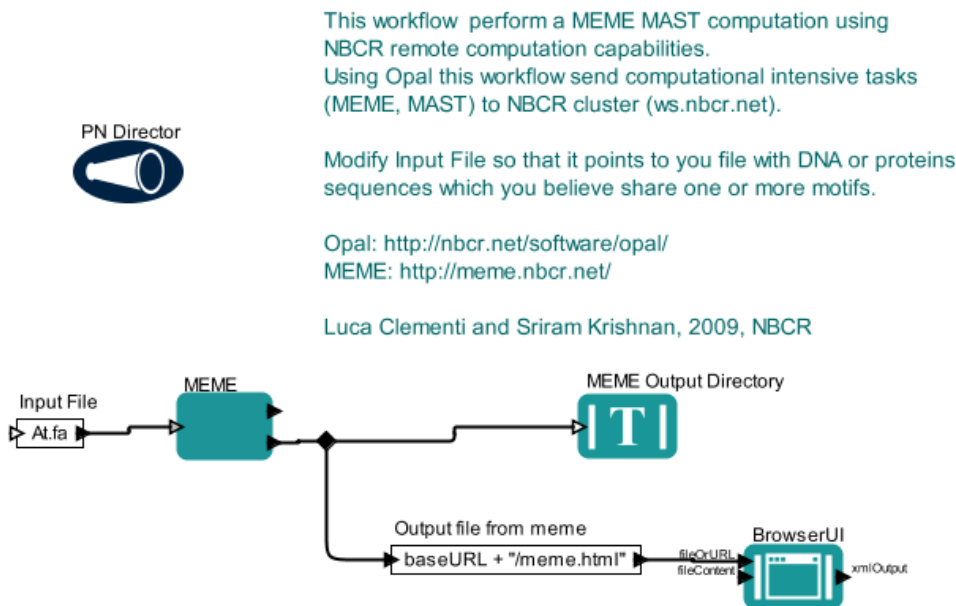 This workflow perform a MEME MAST computation using
NBCR remote computation capabilities.
Using Opal this workflow send computational intensive tasks
(MEME, MAST) to NBCR cluster (ws.nbcr.net).
PN Director
Modify Input File so that it points to you file with DNA or proteins
sequences which you believe share one or more motifs.
Opal: http://nbcr.net/software/opal/
MEME: http://meme.nbcr.net/
Luca Clementi and Sriram Krishnan, 2009, NBCR
MEME
MEME Output Directory
Input File
At.fa
T
Output file from meme
BrowserUI
baseURL + "/meme.html"
fileOrURL
fileContent
xmlOutput